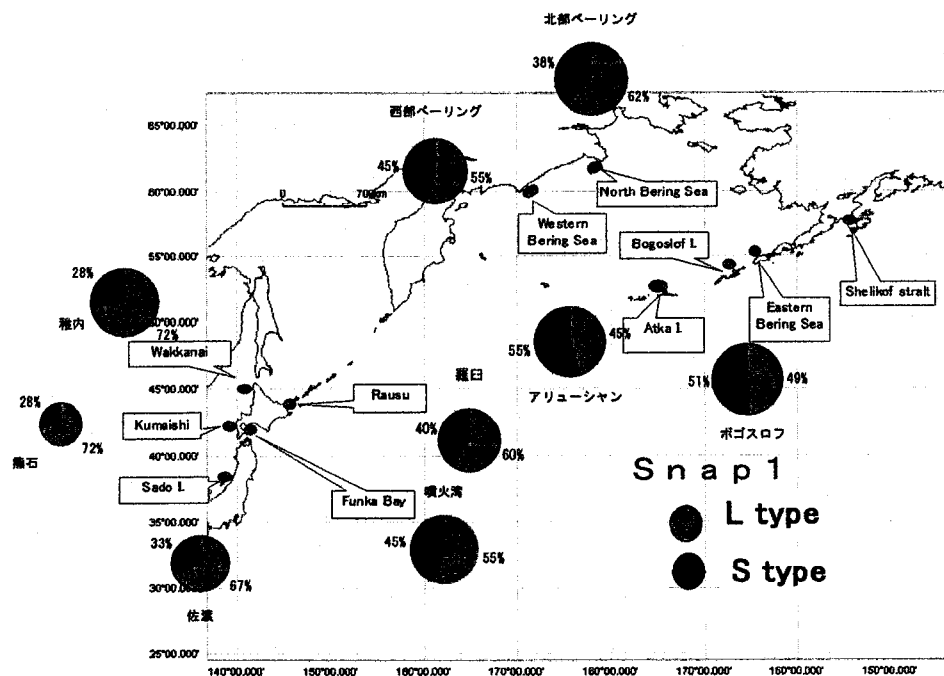 北部ベーリング
38%
62%
西部ベーリング
45%
55%
65°00.000'
60°00.000'
55°00.000'
50°00.000'
45°00.000'
40°00.000'
35°00.000'
30°00.000'
25°00.000'
0
700km
North Bering Sea
Western
Bering Sea
Bogoslof I.
Shelikof strait
Eastern
Bering Sea
Atka I.
28%
72%
稚内
Wakkanai
55%
45%
アリューシャン
51%
49%
ボゴスロフ
羅臼
Rausu
28%
72%
熊石
Kumaishi
40%
60%
Sado I.
Funka Bay
噴火湾
45%
55%
33%
67%
佐渡
Snap1
L type
S type
140°00.000'
150°00.000'
160°00.000'
170°00.000'
170°00.000'
160°00.000'
150°00.000'